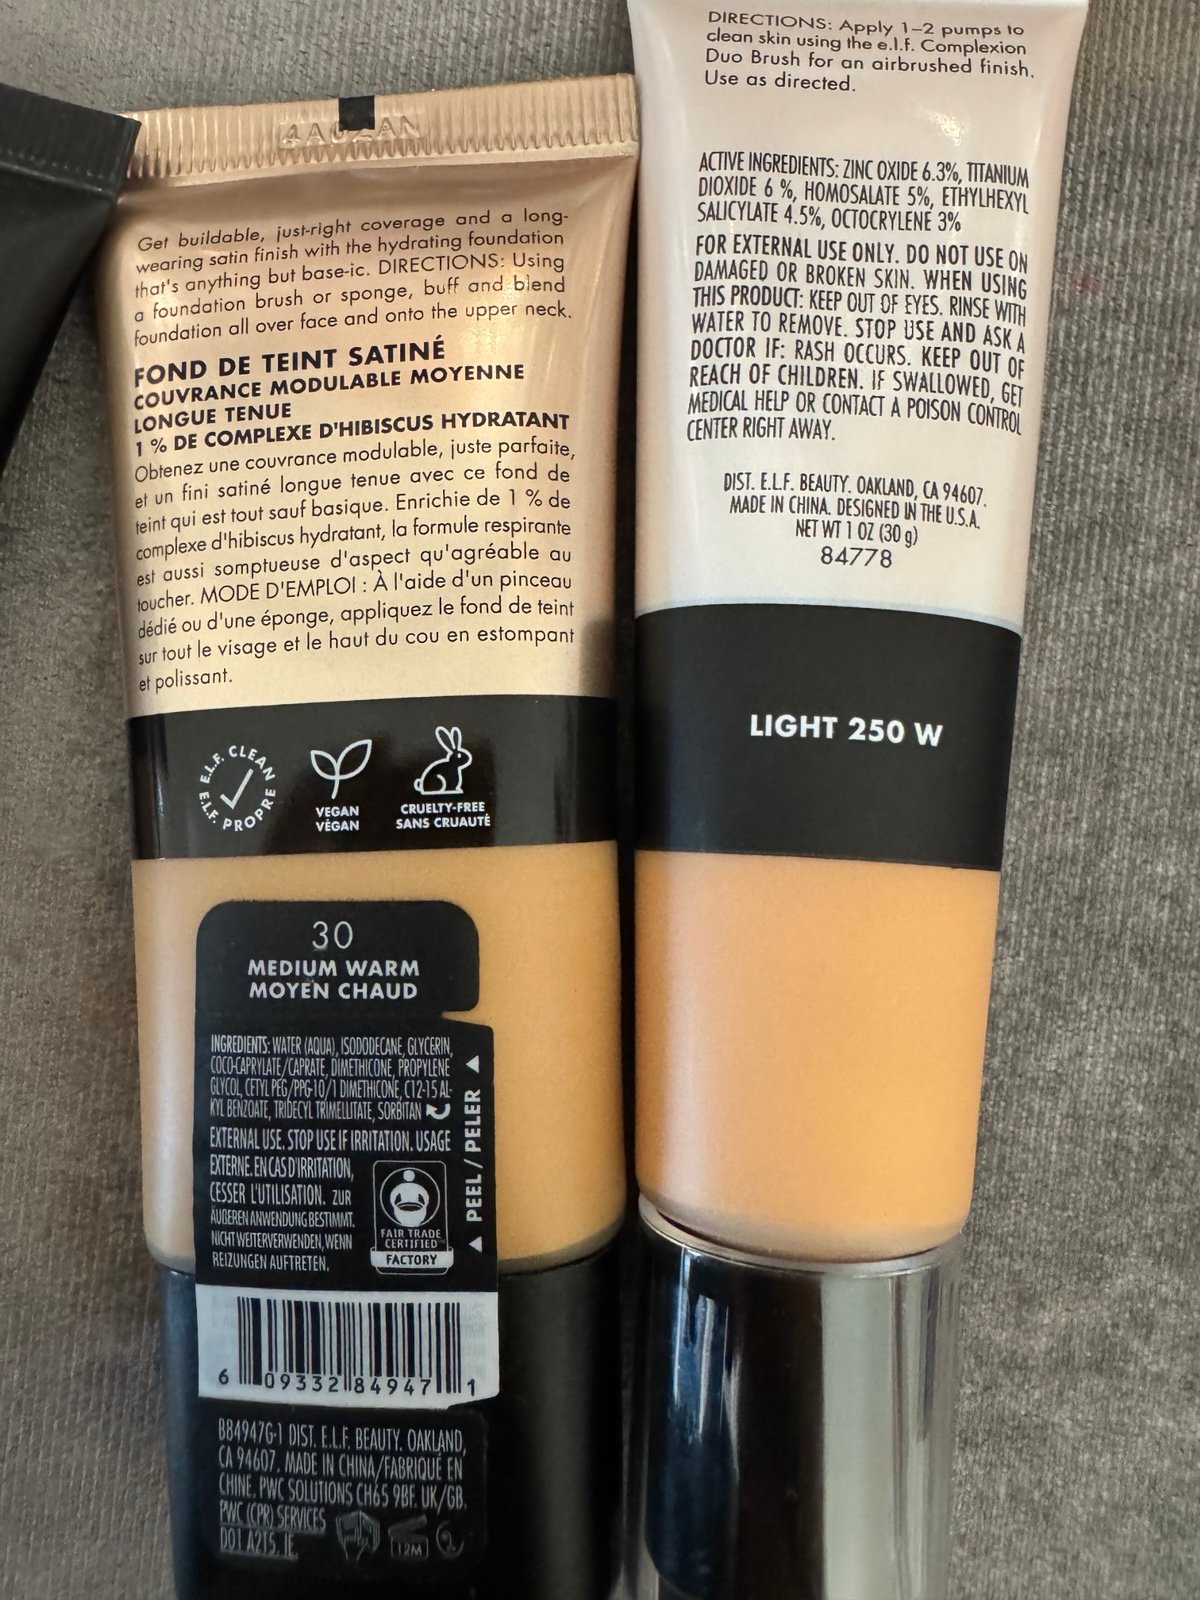 4A02AN
Get buildable, just-right coverage and a long-
wearing satin finish with the hydrating foundation
that's anything but base-ic. DIRECTIONS: Using
a foundation brush or sponge, buff and blend
foundation all over face and onto the upper neck.
FOND DE TEINT SATINÉ
COUVRANCE MODULABLE MOYENNE
LONGUE TENUE
1 % DE COMPLEXE D'HIBISCUS HYDRATANT
Obtenez une couvrance modulable, juste parfaite,
et un fini satiné longue tenue avec ce fond de
teint qui est tout sauf basique. Enrichie de 1 % de
complexe d'hibiscus hydratant, la formule respirante
est aussi somptueuse d'aspect qu'agréable au
toucher. MODE D'EMPLOI : À l'aide d'un pinceau
dédié ou d'une éponge, appliquez le fond de teint
sur tout le visage et le haut du cou en estompant
et polissant.
E.L.F. CLEAN
E.L.F. PROPRE
VEGAN
VÉGAN
CRUELTY-FREE
SANS CRUAUTÉ
30
MEDIUM WARM
MOYEN CHAUD
INGREDIENTS: WATER (AQUA), ISODODECANE, GLYCERIN,
COCO-CAPRYLATE/CAPRATE, DIMETHICONE, PROPYLENE
GLYCOL, CETYL PEG/PPG-10/1 DIMETHICONE, C12-15 AL-
KYL BENZOATE, TRIDECYL TRIMELLITATE, SORBITAN
EXTERNAL USE. STOP USE IF IRRITATION. USAGE
EXTERNE. EN CAS D'IRRITATION,
CESSER L'UTILISATION. ZUR
ÄUßEREN ANWENDUNG BESTIMMT.
NICHT WEITERVERWENDEN, WENN
REIZUNGEN AUFTRETEN.
PEEL / PELER
FAIR TRADE
CERTIFIED™
FACTORY
6 09332 84947 1
B84947G-1 DIST. E.L.F. BEAUTY. OAKLAND,
CA 94607. MADE IN CHINA/FABRIQUÉ EN
CHINE. PWC SOLUTIONS CH65 9BF. UK/GB.
PWC (CPR) SERVICES
D01 A215. IE.
12M
DIRECTIONS: Apply 1–2 pumps to
clean skin using the e.l.f. Complexion
Duo Brush for an airbrushed finish.
Use as directed.
ACTIVE INGREDIENTS: ZINC OXIDE 6.3%, TITANIUM
DIOXIDE 6 %, HOMOSALATE 5%, ETHYLHEXYL
SALICYLATE 4.5%, OCTOCRYLENE 3%
FOR EXTERNAL USE ONLY. DO NOT USE ON
DAMAGED OR BROKEN SKIN. WHEN USING
THIS PRODUCT: KEEP OUT OF EYES. RINSE WITH
WATER TO REMOVE. STOP USE AND ASK A
DOCTOR IF: RASH OCCURS. KEEP OUT OF
REACH OF CHILDREN. IF SWALLOWED, GET
MEDICAL HELP OR CONTACT A POISON CONTROL
CENTER RIGHT AWAY.
DIST. E.L.F. BEAUTY. OAKLAND, CA 94607.
MADE IN CHINA. DESIGNED IN THE U.S.A.
NET WT 1 OZ (30 g)
84778
LIGHT 250 W